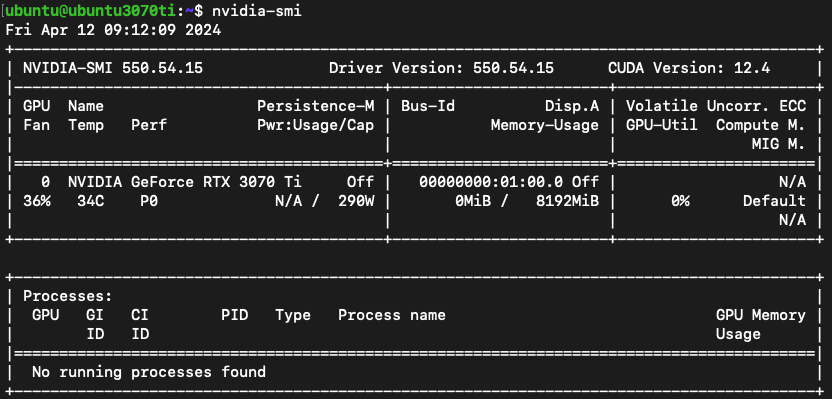 ubuntu@ubuntu3070ti:~$ nvidia-smi
Fri Apr 12 09:12:09 2024
+-----------------------------------------------------------------------------------------+
| NVIDIA-SMI 550.54.15              Driver Version: 550.54.15      CUDA Version: 12.4     |
|-----------------------------------------+------------------------+----------------------+
| GPU  Name                 Persistence-M | Bus-Id          Disp.A | Volatile Uncorr. ECC |
| Fan  Temp   Perf          Pwr:Usage/Cap |           Memory-Usage | GPU-Util  Compute M. |
|                                         |                        |               MIG M. |
|=========================================+========================+======================|
|   0  NVIDIA GeForce RTX 3070 Ti     Off |   00000000:01:00.0 Off |                  N/A |
| 36%   34C    P0             N/A /  290W |       0MiB /   8192MiB |      0%      Default |
|                                         |                        |                  N/A |
+-----------------------------------------+------------------------+----------------------+
+-----------------------------------------------------------------------------------------+
| Processes:                                                                              |
|  GPU   GI   CI        PID   Type   Process name                              GPU Memory |
|        ID   ID                                                               Usage      |
|=========================================================================================|
|  No running processes found                                                             |
+-----------------------------------------------------------------------------------------+